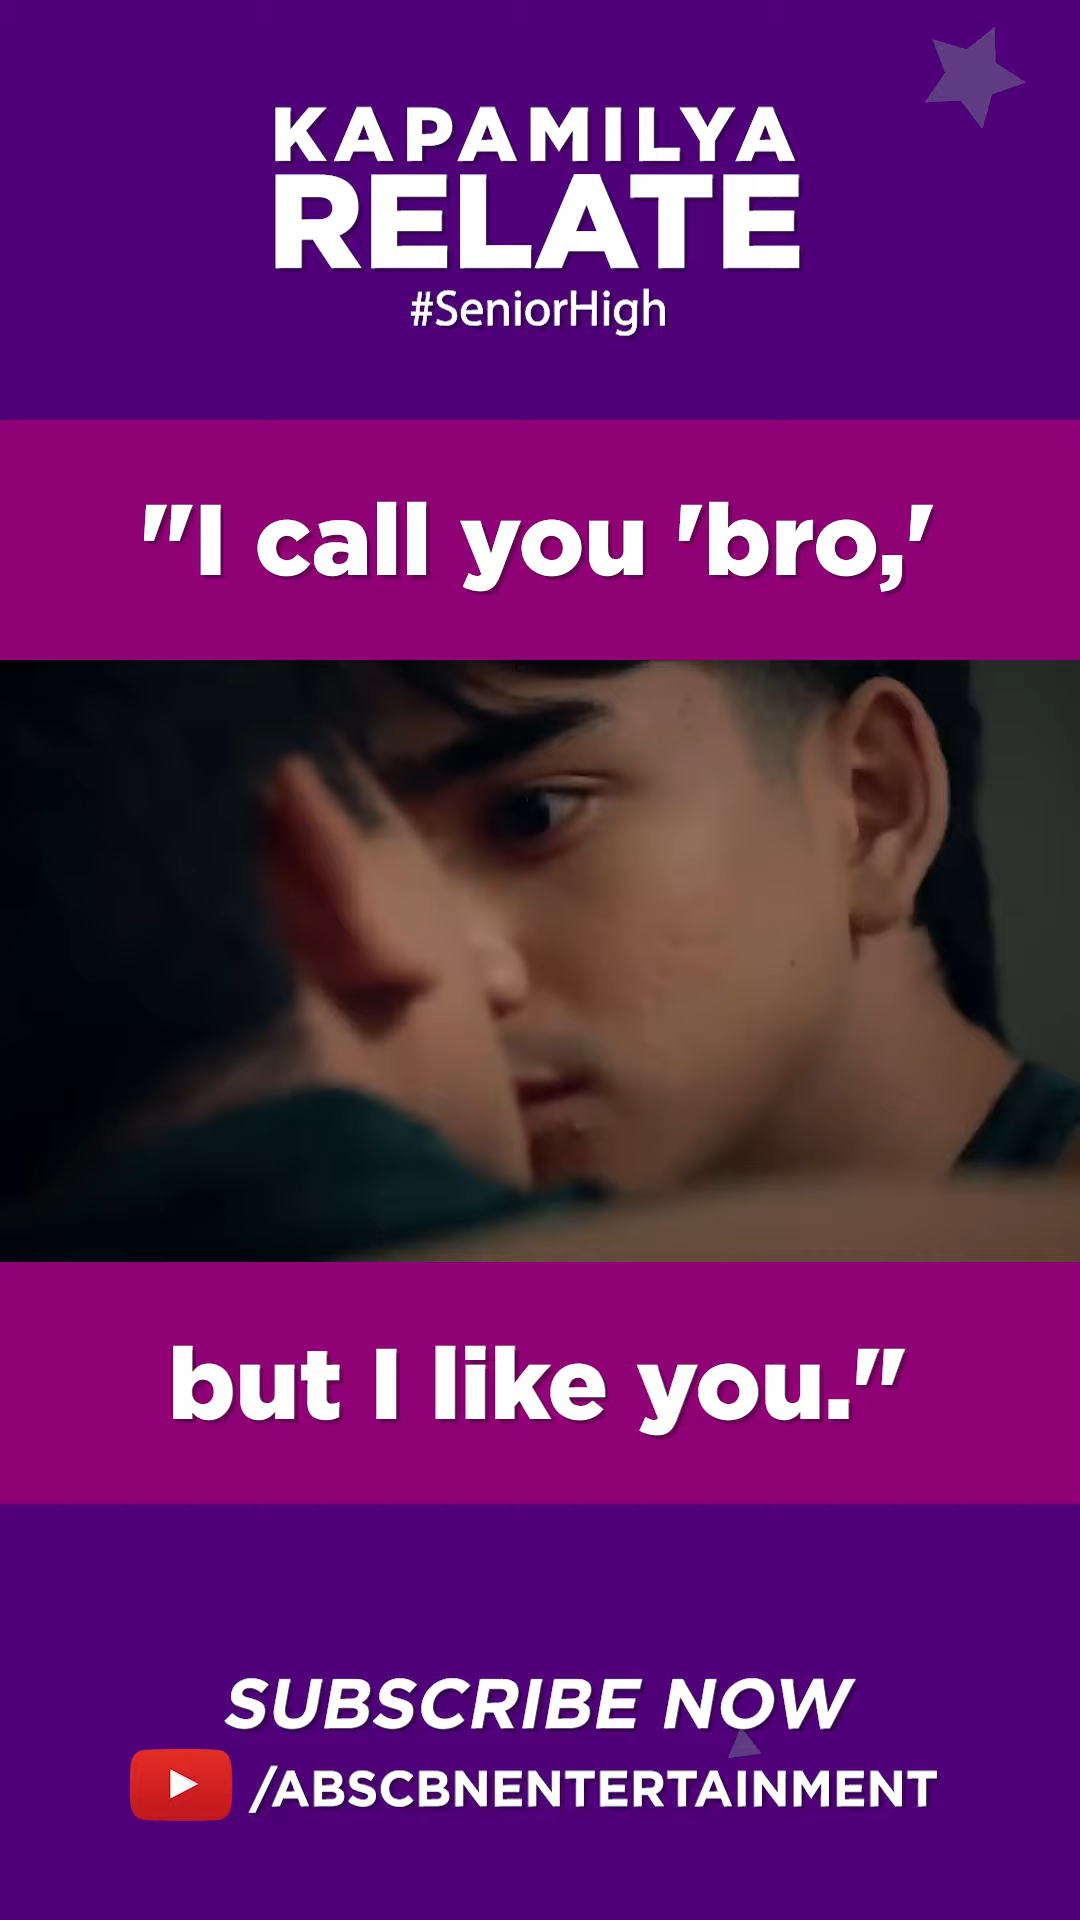 KAPAMILYA
RELATE
#SeniorHigh
"I call you 'bro,'
but I like you."
SUBSCRIBE NOW
/ABSCBNENTERTAINMENT